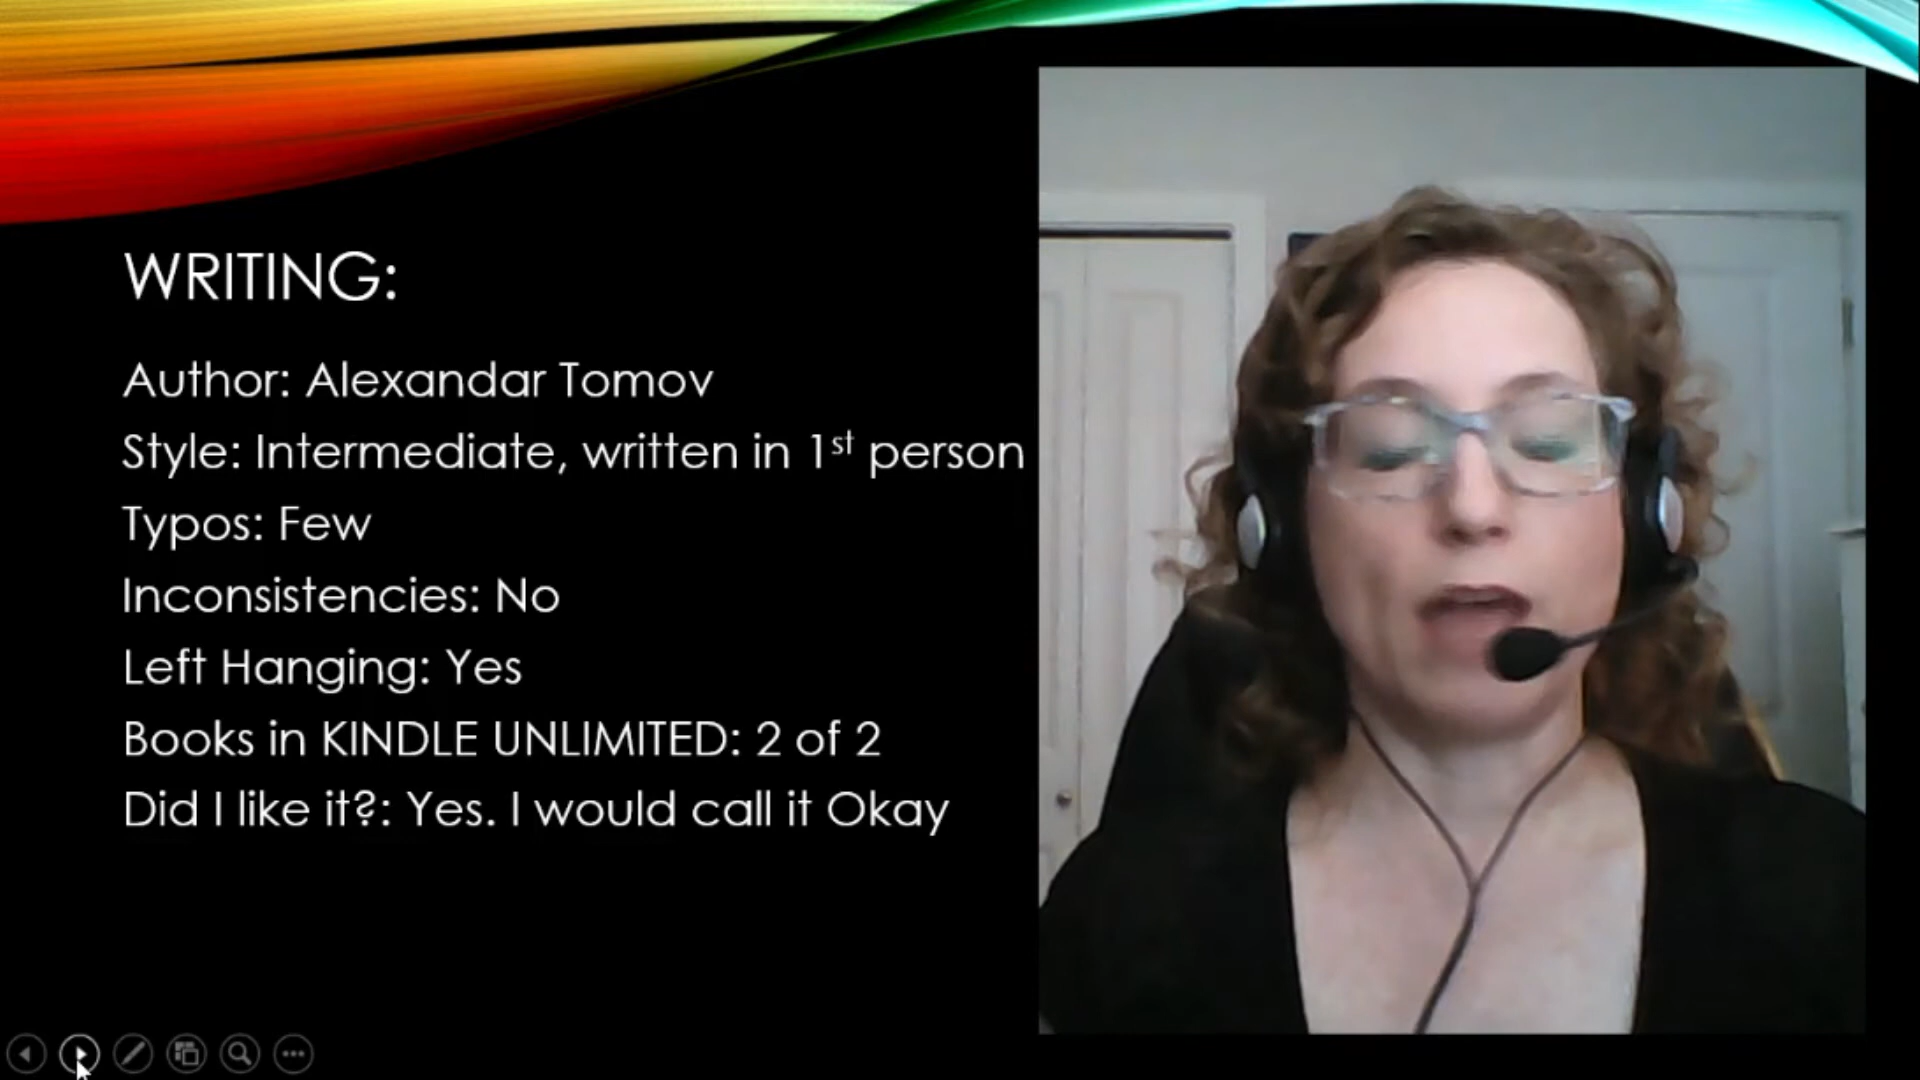 WRITING:
Author: Alexandar Tomov
Style: Intermediate, written in 1st person
Typos: Few
Inconsistencies: No
Left Hanging: Yes
Books in KINDLE UNLIMITED: 2 of 2
Did I like it?: Yes. I would call it Okay